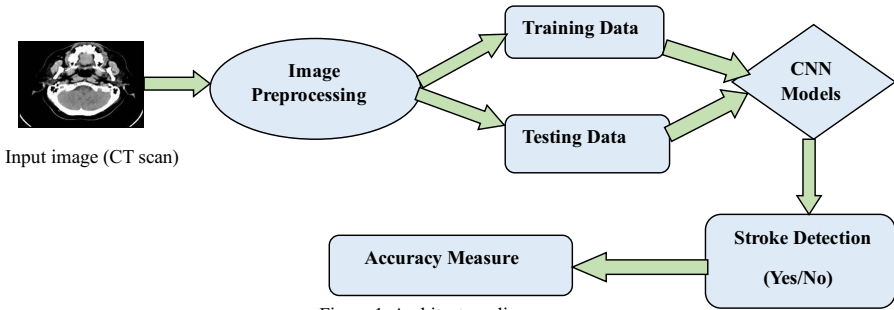 Training Data
Image
Preprocessing
CNN
Models
Testing Data
Input image (CT scan)
Stroke Detection
(Yes/No)
Accuracy Measure